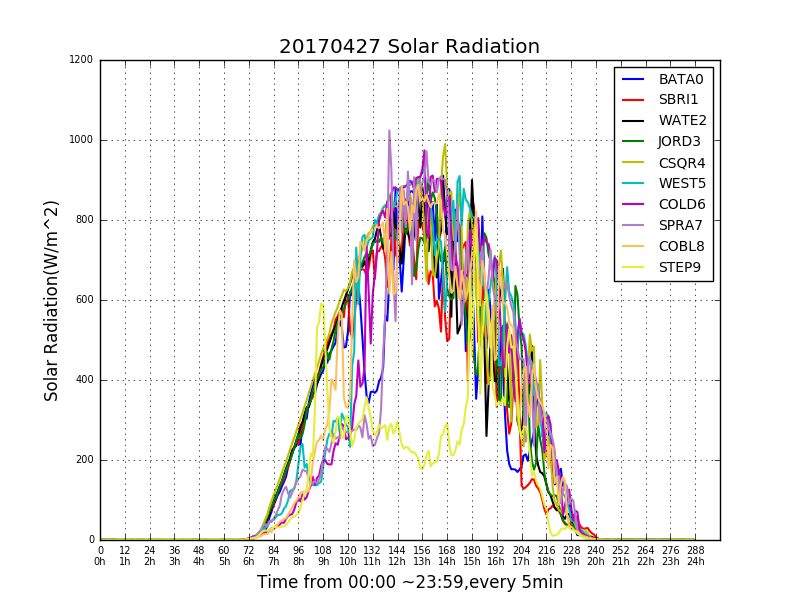 20170427 Solar Radiation
1200
1000
800
600
400
200
0
Solar Radiation(W/m^2)
BATA0
SBRI1
WATE2
JORD3
CSQR4
WEST5
COLD6
SPRA7
COBL8
STEP9
0 12 24 36 48 60 72 84 96 108 120 132 144 156 168 180 192 204 216 228 240 252 264 276 288
0h 1h 2h 3h 4h 5h 6h 7h 8h 9h 10h 11h 12h 13h 14h 15h 16h 17h 18h 19h 20h 21h 22h 23h 24h
Time from 00:00 ~23:59,every 5min